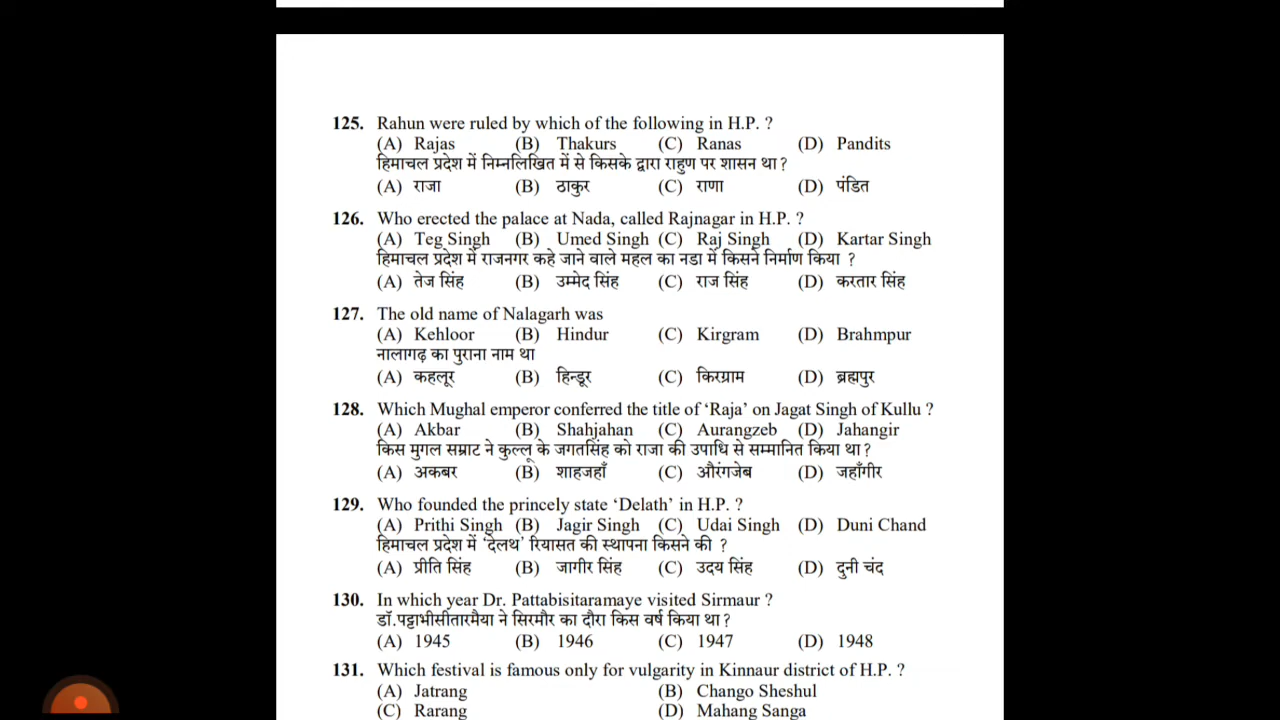 125. Rahun were ruled by which of the following in H.P. ?
(A) Rajas (B) Thakurs (C) Ranas (D) Pandits
हिमाचल प्रदेश में निम्नलिखित में से किसके द्वारा राहुण पर शासन था ?
(A) राजा (B) ठाकुर (C) राणा (D) पंडित
126. Who erected the palace at Nada, called Rajnagar in H.P. ?
(A) Teg Singh (B) Umed Singh (C) Raj Singh (D) Kartar Singh
हिमाचल प्रदेश में राजनगर कहे जाने वाले महल का नडा में किसने निर्माण किया ?
(A) तेज सिंह (B) उम्मेद सिंह (C) राज सिंह (D) करतार सिंह
127. The old name of Nalagarh was
(A) Kehloor (B) Hindur (C) Kirgram (D) Brahmpur
नालागढ़ का पुराना नाम था
(A) कहलूर (B) हिन्डूर (C) किरग्राम (D) ब्रह्मपुर
128. Which Mughal emperor conferred the title of ‘Raja’ on Jagat Singh of Kullu ?
(A) Akbar (B) Shahjahan (C) Aurangzeb (D) Jahangir
किस मुगल सम्राट ने कुल्लू के जगतसिंह को राजा की उपाधि से सम्मानित किया था ?
(A) अकबर (B) शाहजहाँ (C) औरंगजेब (D) जहाँगीर
129. Who founded the princely state ‘Delath’ in H.P. ?
(A) Prithi Singh (B) Jagir Singh (C) Udai Singh (D) Duni Chand
हिमाचल प्रदेश में ‘देलथ’ रियासत की स्थापना किसने की ?
(A) प्रीति सिंह (B) जागीर सिंह (C) उदय सिंह (D) दुनी चंद
130. In which year Dr. Pattabisitaramaye visited Sirmaur ?
डॉ.पट्टाभीसीतारमैया ने सिरमौर का दौरा किस वर्ष किया था ?
(A) 1945 (B) 1946 (C) 1947 (D) 1948
131. Which festival is famous only for vulgarity in Kinnaur district of H.P. ?
(A) Jatrang (B) Chango Sheshul
(C) Rarang (D) Mahang Sanga